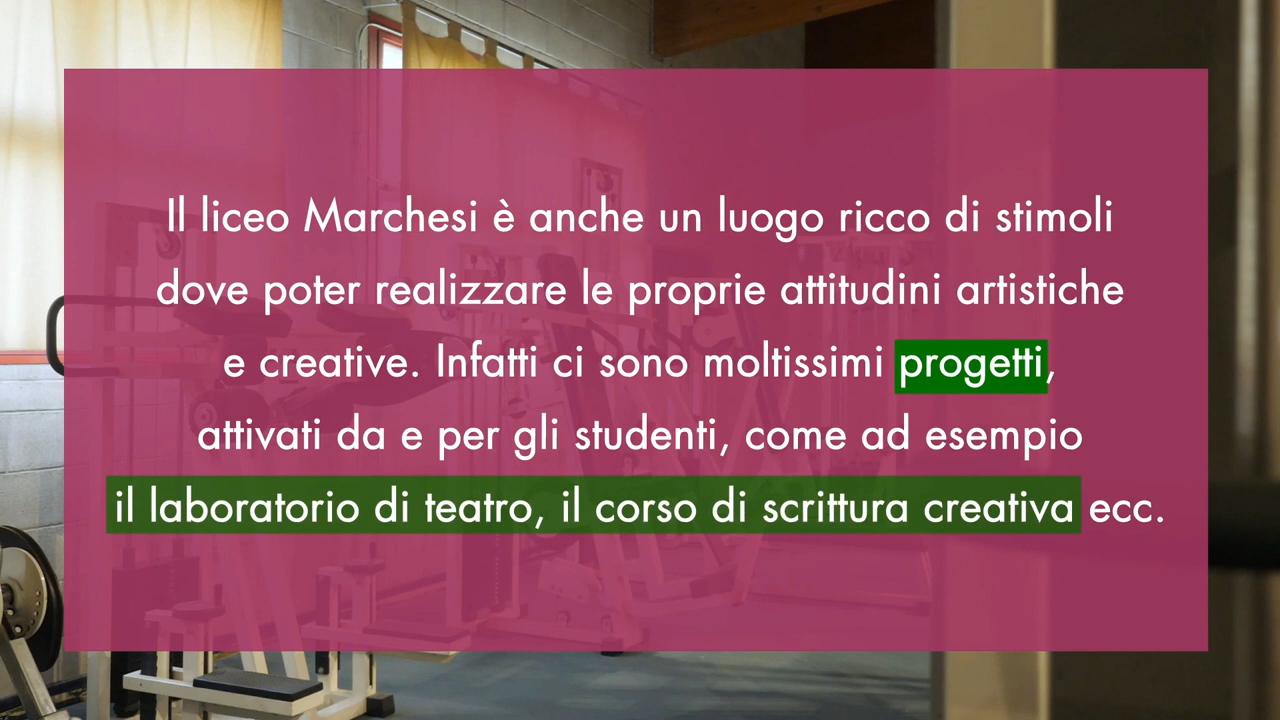 Il liceo Marchesi è anche un luogo ricco di stimoli
dove poter realizzare le proprie attitudini artistiche
e creative. Infatti ci sono moltissimi progetti,
attivati da e per gli studenti, come ad esempio
il laboratorio di teatro, il corso di scrittura creativa ecc.